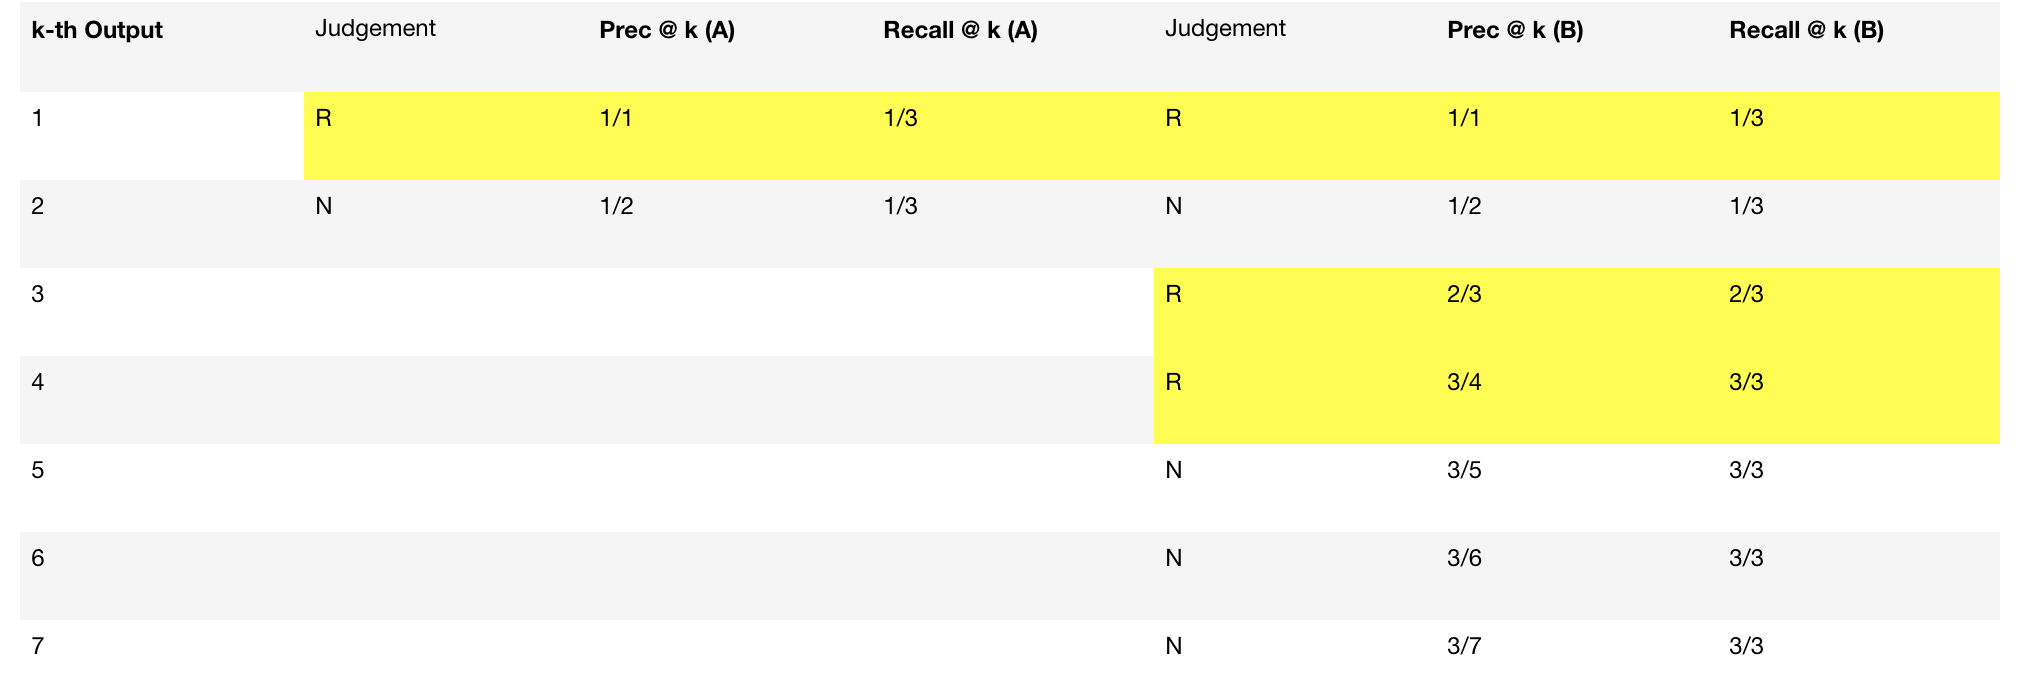 k-th Output Judgement Prec @ k (A) Recall @ k (A) Judgement Prec @ k (B) Recall @ k (B)
1 R 1/1 1/3 R 1/1 1/3
2 N 1/2 1/3 N 1/2 1/3
3 R 2/3 2/3
4 R 3/4 3/3
5 N 3/5 3/3
6 N 3/6 3/3
7 N 3/7 3/3